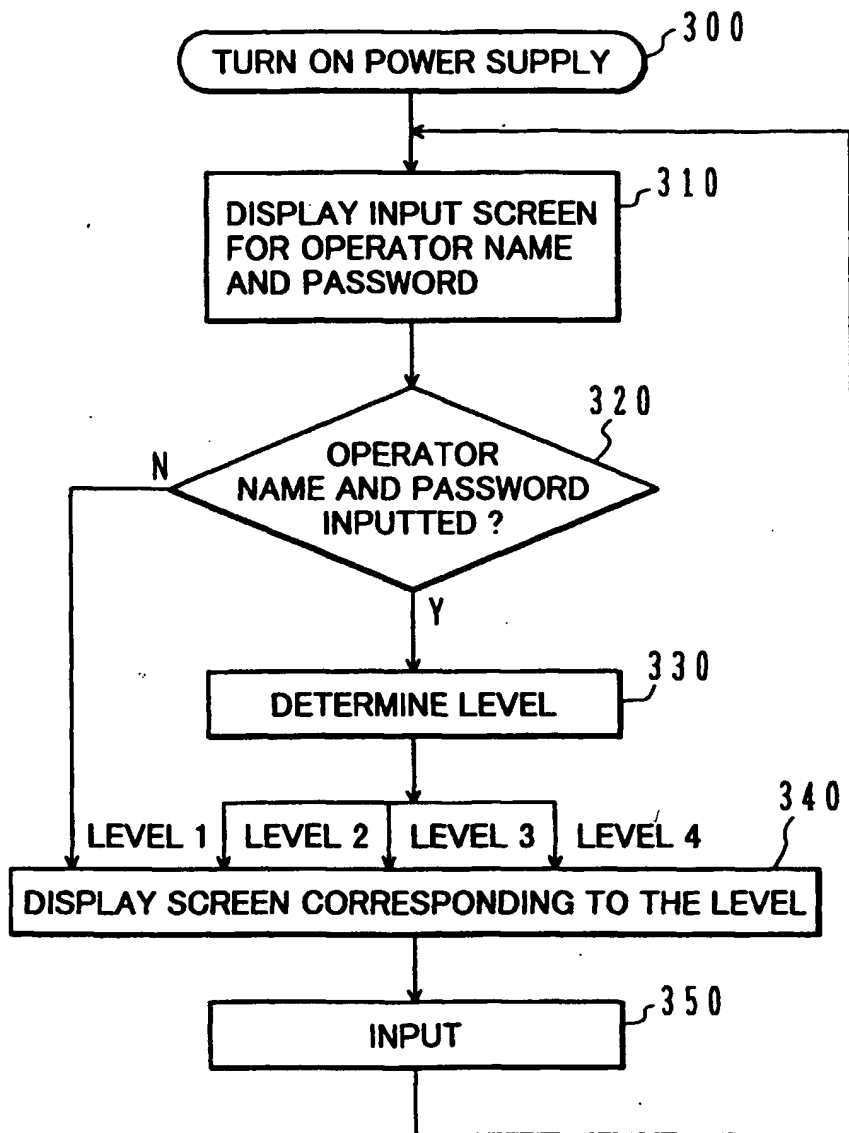 300
TURN ON POWER SUPPLY
310
DISPLAY INPUT SCREEN
FOR OPERATOR NAME
AND PASSWORD
320
OPERATOR
NAME AND PASSWORD
INPUTTED ?
N
Y
330
DETERMINE LEVEL
340
LEVEL 1 LEVEL 2 LEVEL 3 LEVEL 4
DISPLAY SCREEN CORRESPONDING TO THE LEVEL
350
INPUT